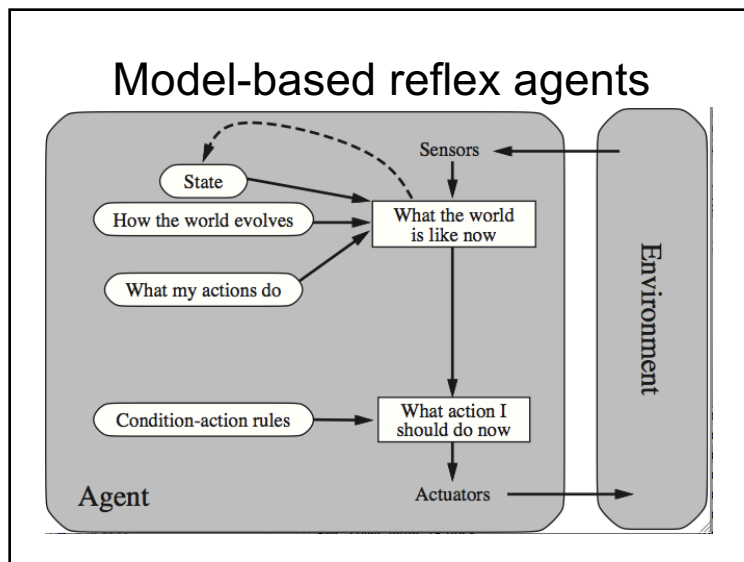 Model-based reflex agents
Sensors
State
How the world evolves
What the world
is like now
What my actions do
Environment
Condition-action rules
What action I
should do now
Agent
Actuators